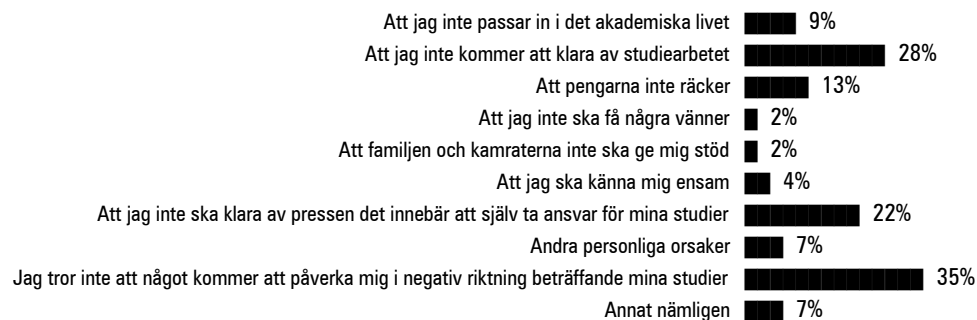 Att jag inte passar in i det akademiska livet 9%
Att jag inte kommer att klara av studiearbetet 28%
Att pengarna inte räcker 13%
Att jag inte ska få några vänner 2%
Att familjen och kamraterna inte ska ge mig stöd 2%
Att jag ska känna mig ensam 4%
Att jag inte ska klara av pressen det innebär att själv ta ansvar för mina studier 22%
Andra personliga orsaker 7%
Jag tror inte att något kommer att påverka mig i negativ riktning beträffande mina studier 35%
Annat nämligen 7%